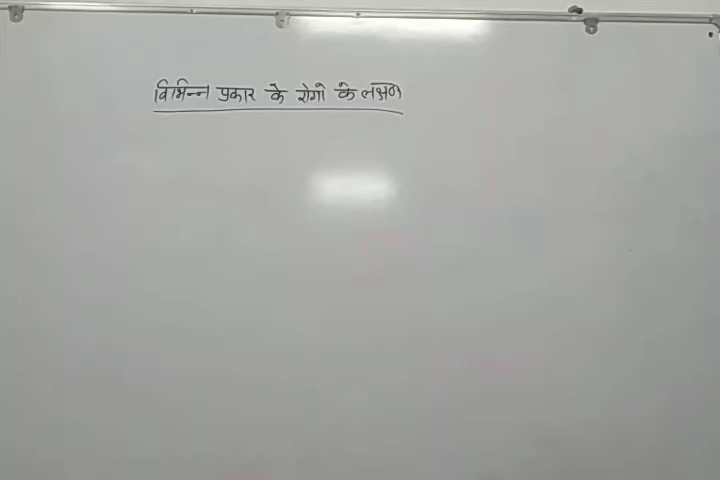 विभिन्न प्रकार के रोगों के लक्षण